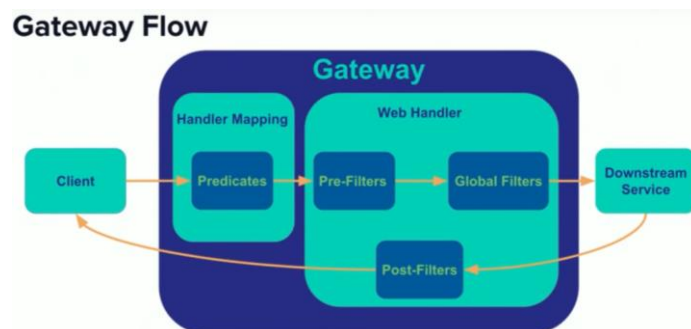 Gateway Flow
Gateway
Handler Mapping
Web Handler
Client
Predicates
Pre-Filters
Global Filters
Downstream
Service
Post-Filters